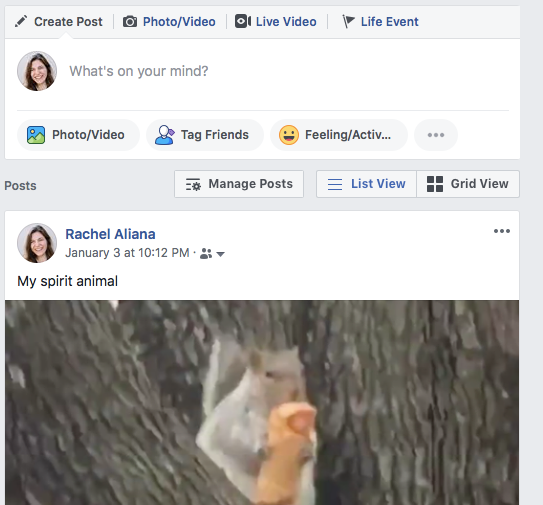 Create Post Photo/Video Live Video Life Event
What's on your mind?
Photo/Video Tag Friends Feeling/Activ...
Posts Manage Posts List View Grid View
Rachel Aliana
January 3 at 10:12 PM ·
My spirit animal